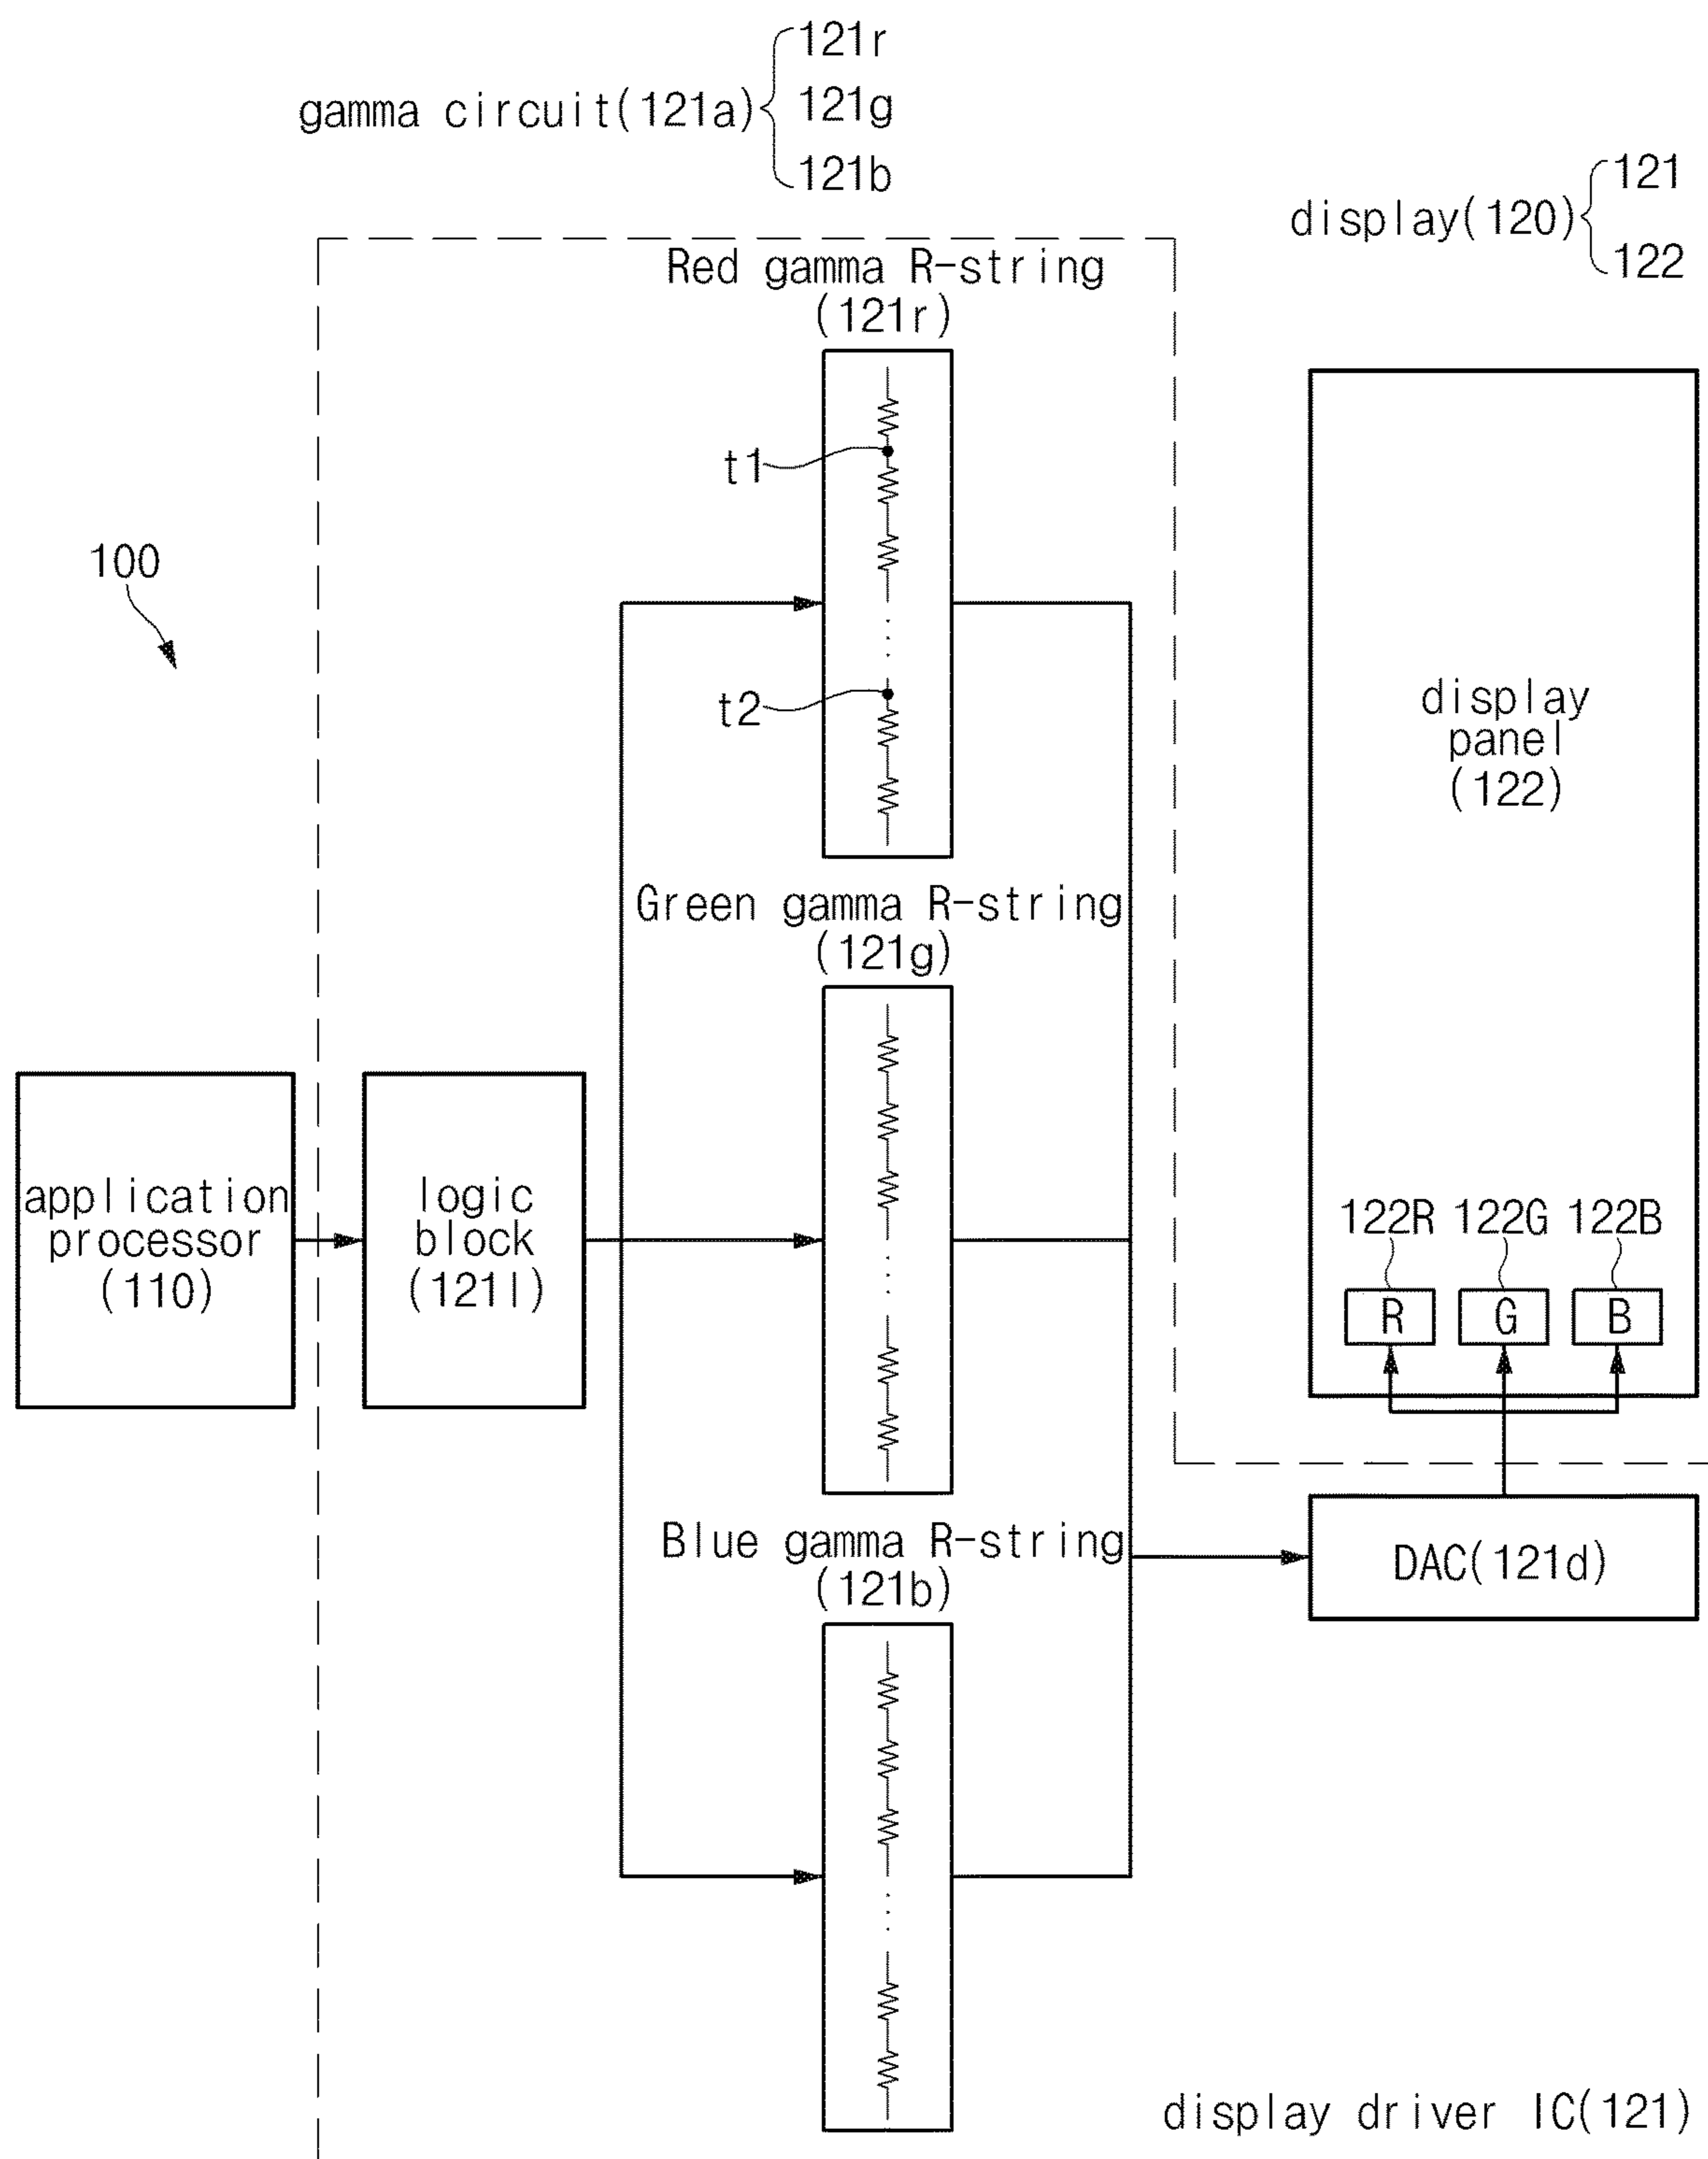 gamma circuit(121a)
121r
121g
121b
display(120)
121
122
Red gamma R-string
(121r)
t1
t2
100
display
panel
(122)
Green gamma R-string
(121g)
application
processor
(110)
logic
block
(121l)
122R 122G 122B
R G B
Blue gamma R-string
(121b)
DAC(121d)
display driver IC(121)